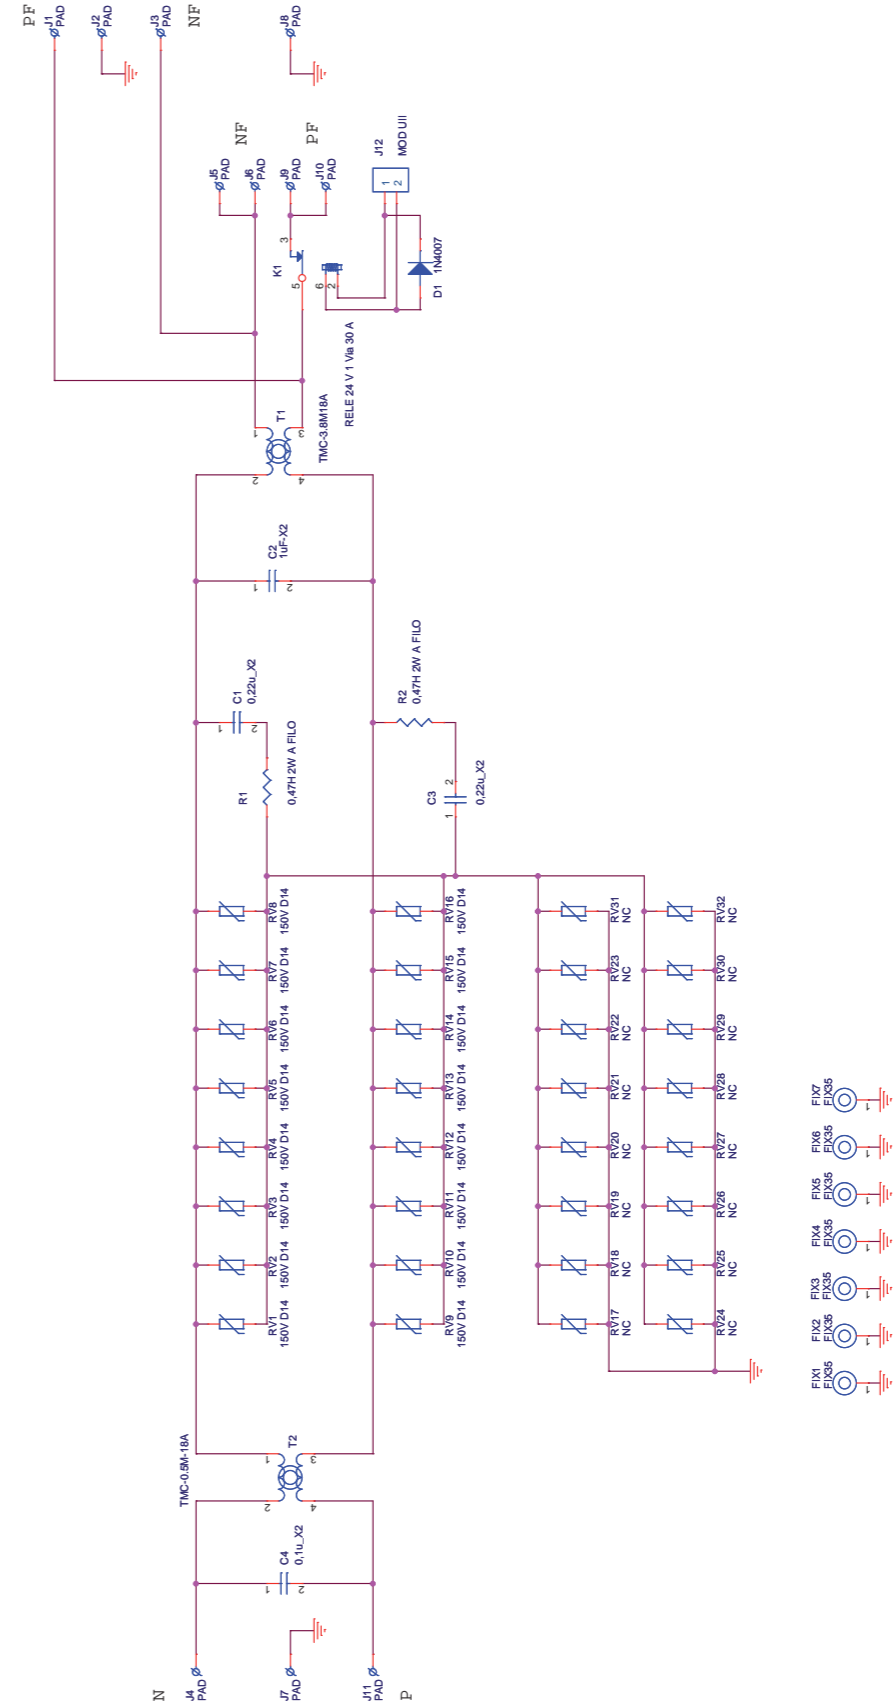 PF
J1
PAD
J2
PAD
J3
PAD
NF
J8
PAD
J5
PAD
J6
PAD
NF
J9
PAD
PF
J10
PAD
J12
MOD UII
1
2
K1
3
5
6
2
D1
1N4007
RELE 24 V 1 Via 30 A
T1
TMC-3.8M18A
1
3
2
4
C2
1uF-X2
1
2
C1
0,22u_X2
1
2
R2
0,47H 2W A FILO
R1
0,47H 2W A FILO
C3
0,22u_X2
2
1
RV8
150V D14
RV7
150V D14
RV6
150V D14
RV5
150V D14
RV4
150V D14
RV3
150V D14
RV2
150V D14
RV1
150V D14
RV16
150V D14
RV15
150V D14
RV14
150V D14
RV13
150V D14
RV12
150V D14
RV11
150V D14
RV10
150V D14
RV9
150V D14
RV31
NC
RV23
NC
RV22
NC
RV21
NC
RV20
NC
RV19
NC
RV18
NC
RV17
NC
RV32
NC
RV30
NC
RV29
NC
RV28
NC
RV27
NC
RV26
NC
RV25
NC
RV24
NC
FIX7
FIX35
1
FIX6
FIX35
1
FIX5
FIX35
1
FIX4
FIX35
1
FIX3
FIX35
1
FIX2
FIX35
1
FIX1
FIX35
1
TMC-0.5M-18A
T2
1
3
2
4
C4
0,1u_X2
1
2
N
J4
PAD
J7
PAD
J11
PAD
P